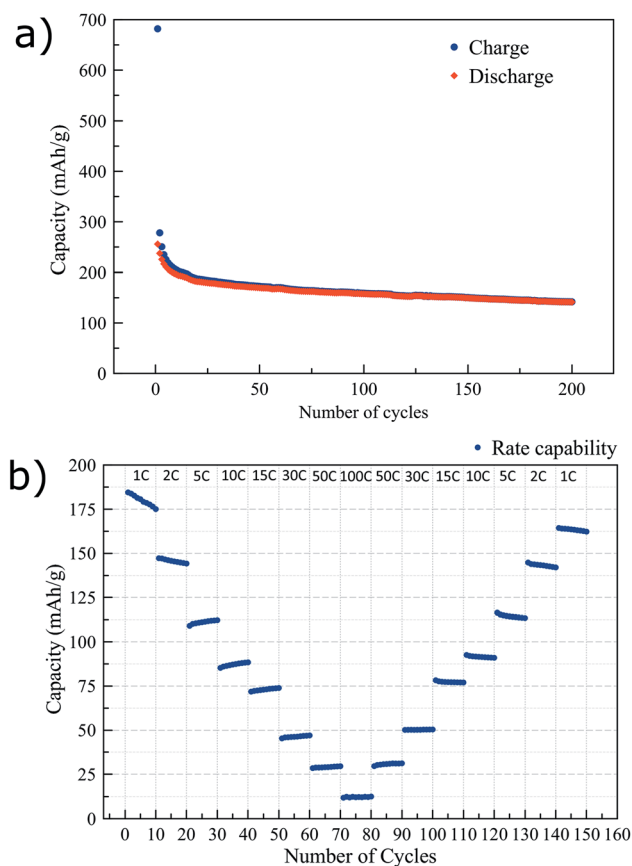 a)
700
600
500
400
300
200
100
0
Capacity (mAh/g)
Charge
Discharge
0 50 100 150 200
Number of cycles
b)
Rate capability
200
175
150
125
100
75
50
25
0
Capacity (mAh/g)
1C 2C 5C 10C 15C 30C 50C 100C 50C 30C 15C 10C 5C 2C 1C
0 10 20 30 40 50 60 70 80 90 100 110 120 130 140 150 160
Number of Cycles